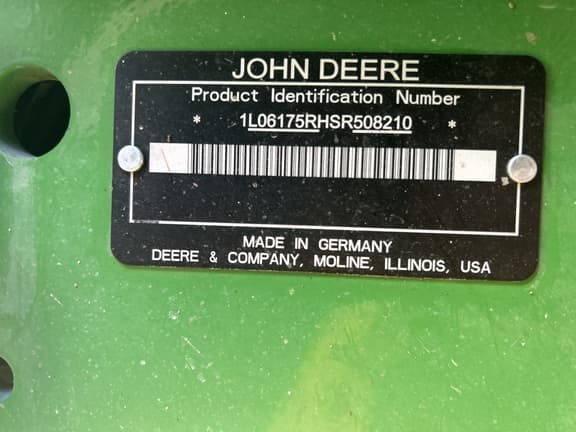 JOHN DEERE
Product Identification Number
* 1L06175RHSR508210 *
MADE IN GERMANY
DEERE & COMPANY, MOLINE, ILLINOIS, USA